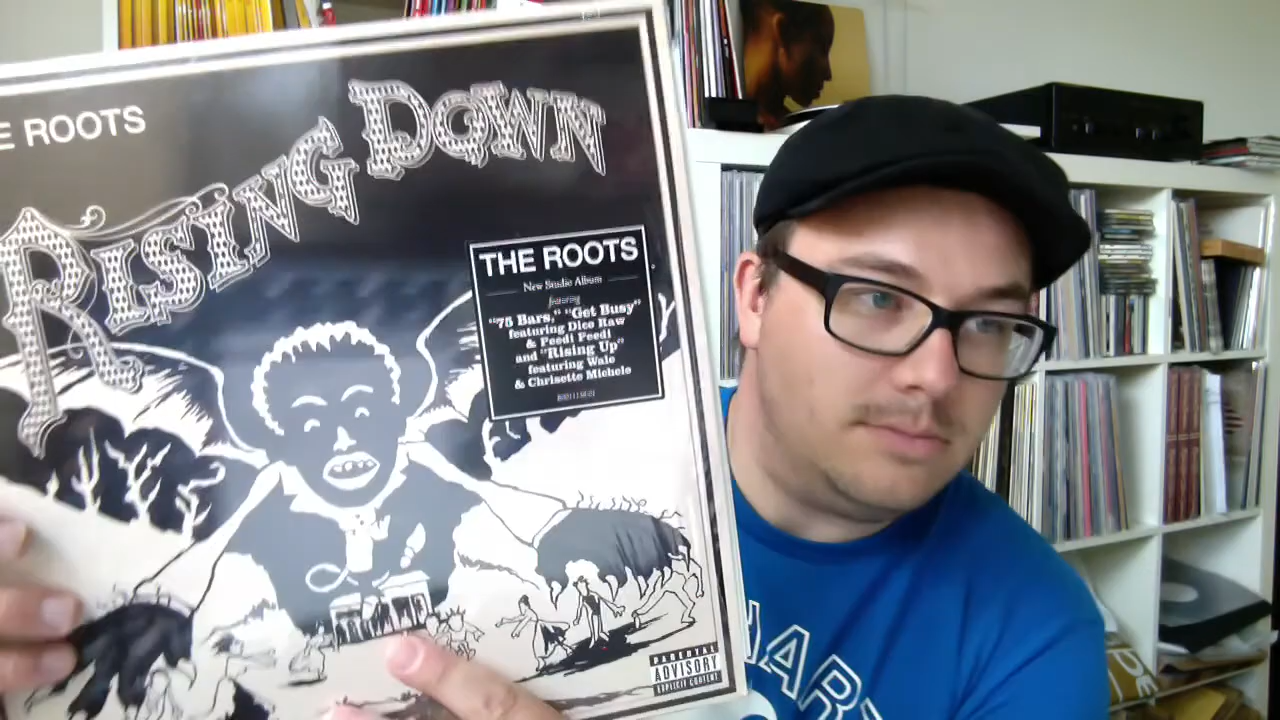 E ROOTS
RISING DOWN
THE ROOTS
New Studio Album
featuring
"75 Bars," "Get Busy"
featuring Dice Raw
& Peedi Peedi
and "Rising Up"
featuring Wale
& Chrisette Michele
PARENTAL
ADVISORY
EXPLICIT CONTENT
HART